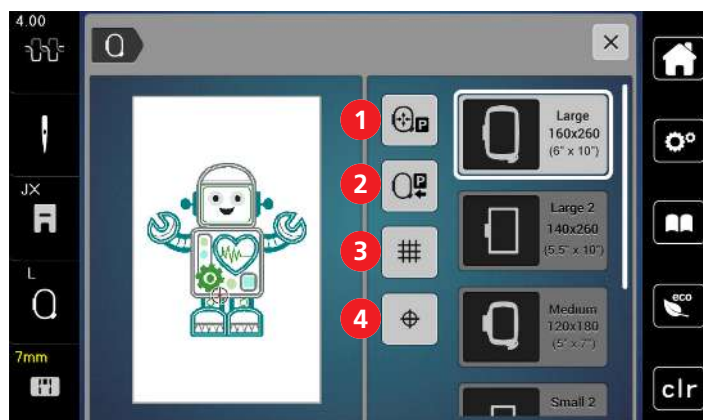 4.00
JX
L
7mm
1
P
2
P
3
4
Large
160x260
(6" x 10")
Large 2
140x260
(5.5" x 10")
Medium
120x180
(5" x 7")
Small 2
eco
clr